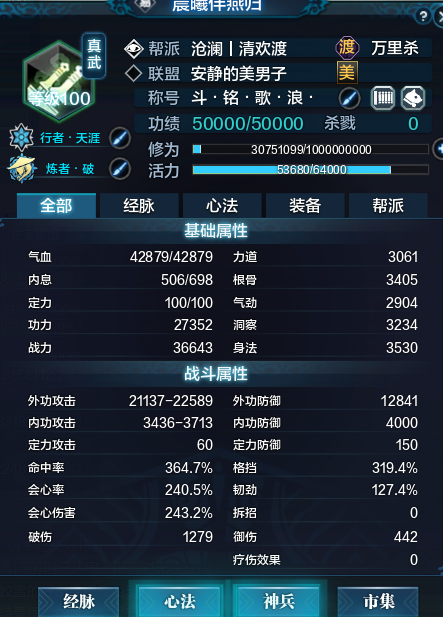 晨曦伴燕归
真武
等级100
帮派 沧澜丨清欢渡 渡 万里杀
联盟 安静的美男子 美
称号 斗·铭·歌·浪·
功绩 50000/50000 杀戮 0
行者·天涯
修为 30751099/1000000000
炼者·破
活力 53680/64000
全部 经脉 心法 装备 帮派
基础属性
气血 42879/42879 力道 3061
内息 506/698 根骨 3405
定力 100/100 气劲 2904
功力 27352 洞察 3234
战力 36643 身法 3530
战斗属性
外功攻击 21137-22589 外功防御 12841
内功攻击 3436-3713 内功防御 4000
定力攻击 60 定力防御 150
命中率 364.7% 格挡 319.4%
会心率 240.5% 韧劲 127.4%
会心伤害 243.2% 拆招 0
破伤 1279 御伤 442
疗伤效果 0
经脉 心法 神兵 市集